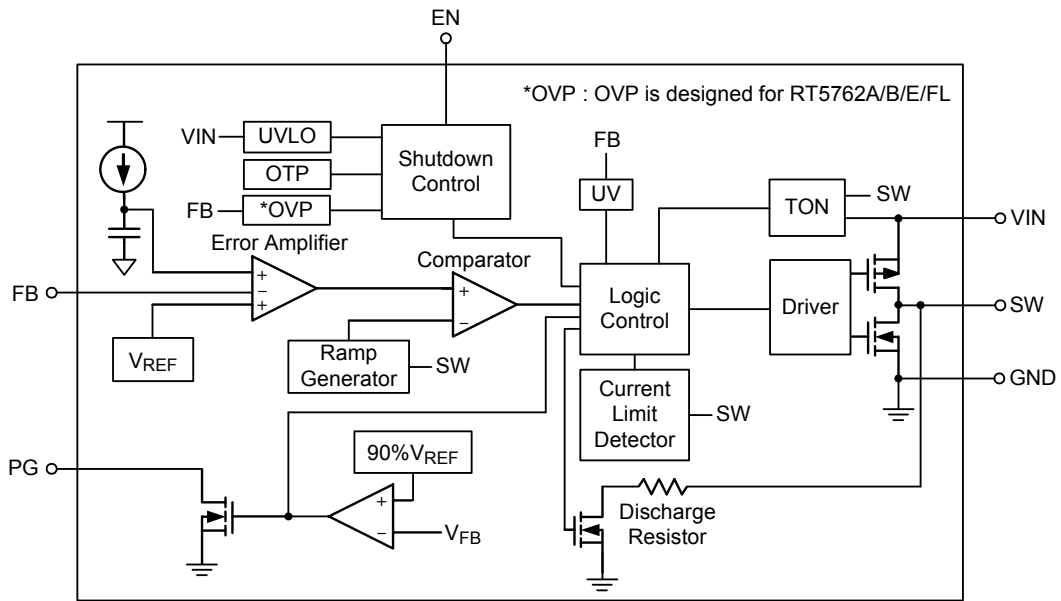 EN
*OVP : OVP is designed for RT5762A/B/E/FL
VIN
UVLO
OTP
FB
*OVP
Shutdown
Control
FB
UV
TON
SW
VIN
Error Amplifier
+
−
+
FB
VREF
Comparator
+
−
Ramp
Generator
SW
Logic
Control
Driver
SW
GND
Current
Limit
Detector
SW
PG
90%VREF
+
−
VFB
Discharge
Resistor